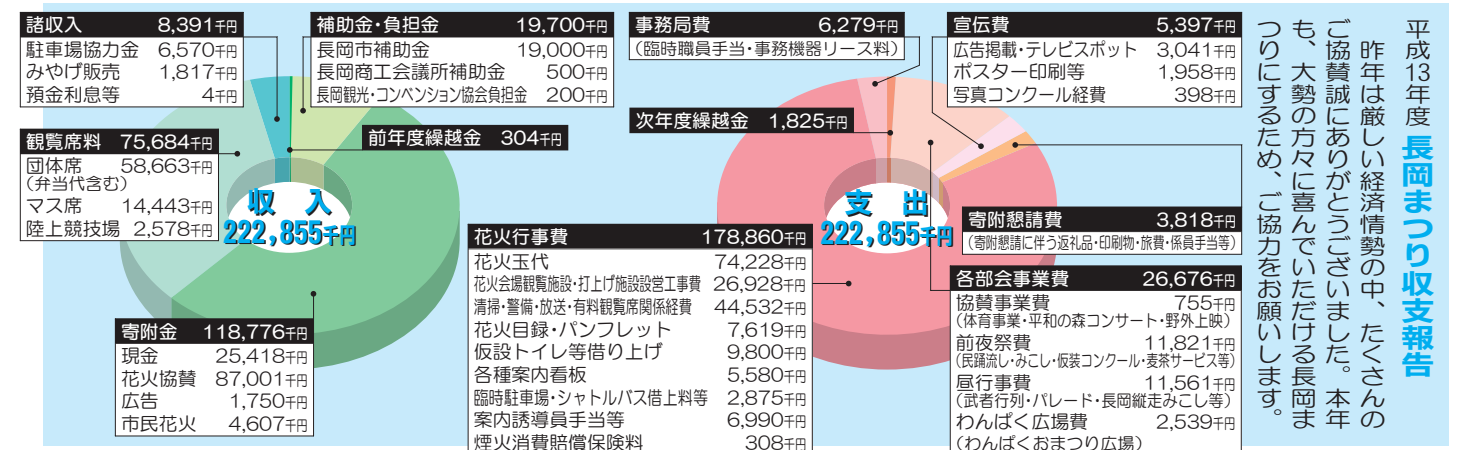 平成13年度 長岡まつり収支報告
昨年は厳しい経済情勢の中、たくさんの
ご協賛誠にありがとうございました。本年
も、大勢の方々に喜んでいただける長岡ま
つりにするため、ご協力をお願いします。
収 入
222,855千円
諸収入 8,391千円
駐車場協力金 6,570千円
みやげ販売 1,817千円
預金利息等 4千円
補助金・負担金 19,700千円
長岡市補助金 19,000千円
長岡商工会議所補助金 500千円
長岡観光・コンベンション協会負担金 200千円
前年度繰越金 304千円
観覧席料 75,684千円
団体席 58,663千円
(弁当代含む)
マス席 14,443千円
陸上競技場 2,578千円
寄附金 118,776千円
現金 25,418千円
花火協賛 87,001千円
広告 1,750千円
市民花火 4,607千円
支 出
222,855千円
事務局費 6,279千円
(臨時職員手当・事務機器リース料)
次年度繰越金 1,825千円
宣伝費 5,397千円
広告掲載・テレビスポット 3,041千円
ポスター印刷等 1,958千円
写真コンクール経費 398千円
寄附懇請費 3,818千円
(寄附懇請に伴う返礼品・印刷物・旅費・係員手当等)
花火行事費 178,860千円
花火玉代 74,228千円
花火会場観覧施設・打上げ施設設営工事費 26,928千円
清掃・警備・放送・有料観覧席関係経費 44,532千円
花火目録・パンフレット 7,619千円
仮設トイレ等借り上げ 9,800千円
各種案内看板 5,580千円
臨時駐車場・シャトルバス借上料等 2,875千円
案内誘導員手当等 6,990千円
煙火消費賠償保険料 308千円
各部会事業費 26,676千円
協賛事業費 755千円
(体育事業・平和の森コンサート・野外上映)
前夜祭費 11,821千円
(民踊流し・みこし・仮装コンクール・麦茶サービス等)
昼行事費 11,561千円
(武者行列・パレード・長岡縦走みこし等)
わんぱく広場費 2,539千円
(わんぱくおまつり広場)